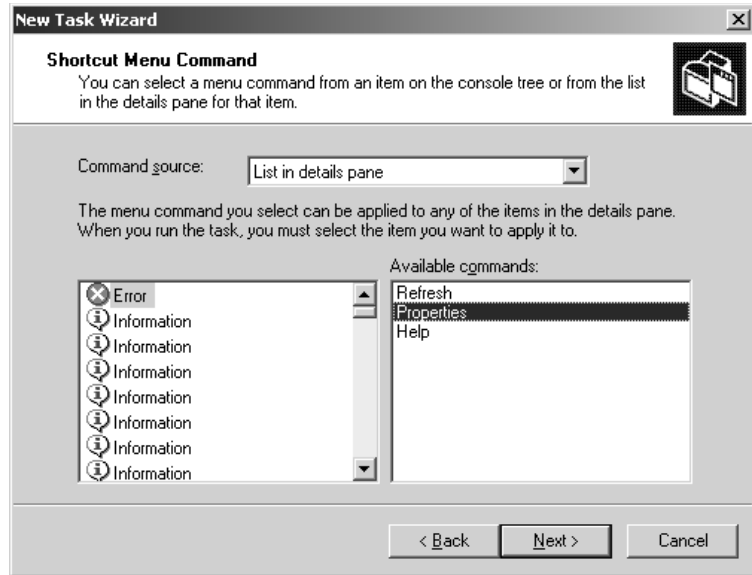 New Task Wizard
Shortcut Menu Command
You can select a menu command from an item on the console tree or from the list
in the details pane for that item.
Command source:
List in details pane
The menu command you select can be applied to any of the items in the details pane.
When you run the task, you must select the item you want to apply it to.
Available commands:
Error
Information
Information
Information
Information
Information
Information
Information
Refresh
Properties
Help
< Back
Next >
Cancel